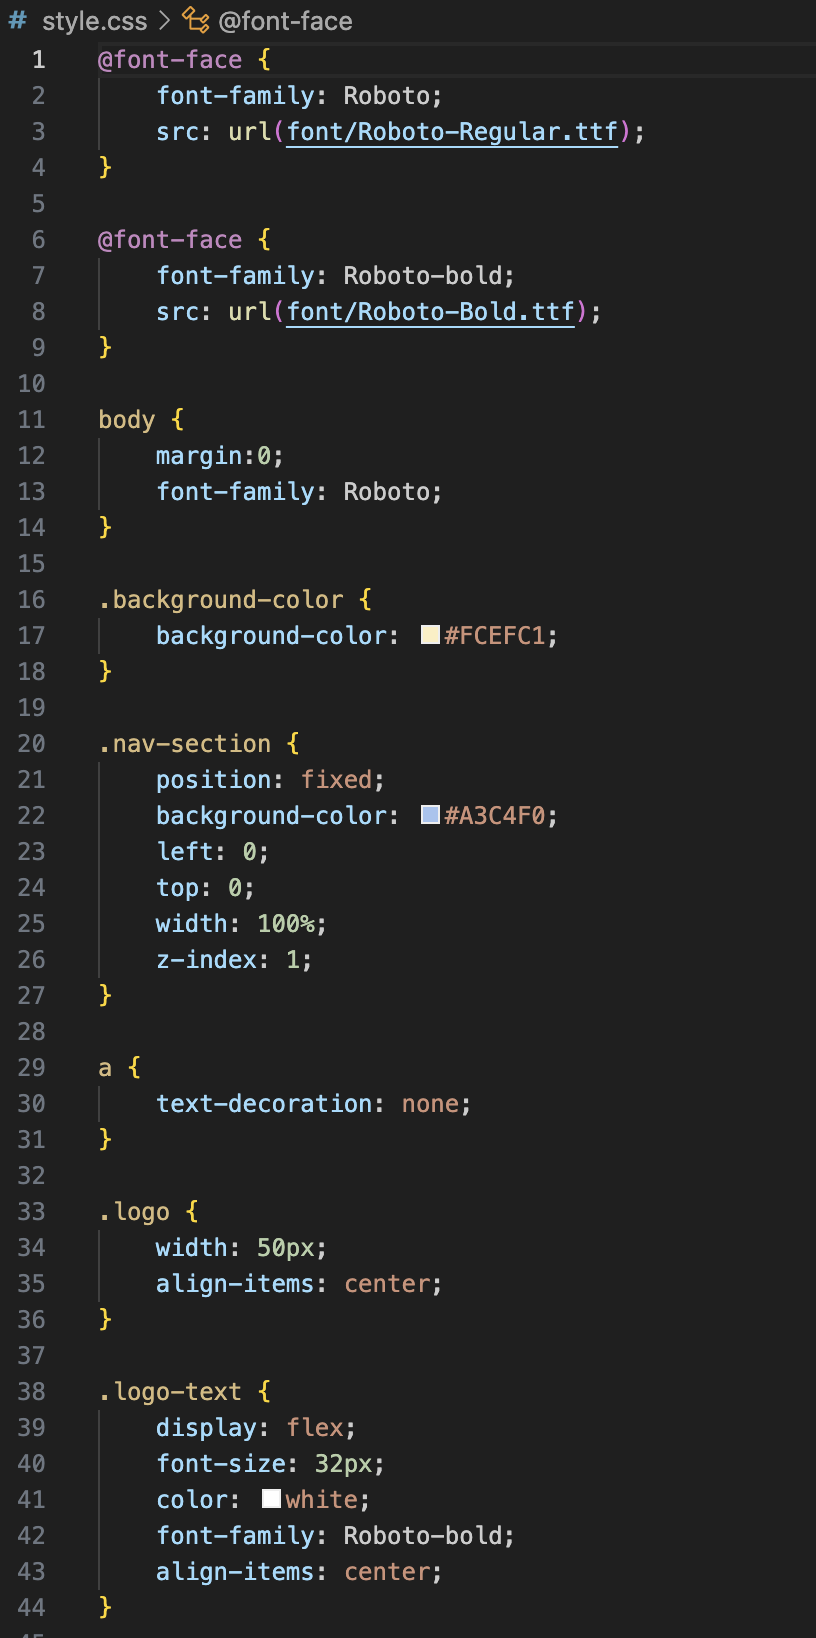 # style.css > @font-face
1 @font-face {
2 font-family: Roboto;
3 src: url(font/Roboto-Regular.ttf);
4 }
5
6 @font-face {
7 font-family: Roboto-bold;
8 src: url(font/Roboto-Bold.ttf);
9 }
10
11 body {
12 margin:0;
13 font-family: Roboto;
14 }
15
16 .background-color {
17 background-color: #FCEFC1;
18 }
19
20 .nav-section {
21 position: fixed;
22 background-color: #A3C4F0;
23 left: 0;
24 top: 0;
25 width: 100%;
26 z-index: 1;
27 }
28
29 a {
30 text-decoration: none;
31 }
32
33 .logo {
34 width: 50px;
35 align-items: center;
36 }
37
38 .logo-text {
39 display: flex;
40 font-size: 32px;
41 color: white;
42 font-family: Roboto-bold;
43 align-items: center;
44 }